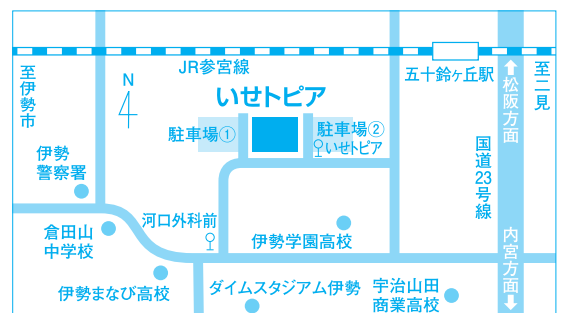 JR参宮線
五十鈴ヶ丘駅
至伊勢市
至二見
N
いせトピア
駐車場①
駐車場②
いせトピア
↑松阪方面
国道23号線
伊勢
警察署
河口外科前
倉田山
中学校
伊勢学園高校
内宮方面↓
伊勢まなび高校
ダイムスタジアム伊勢
宇治山田
商業高校